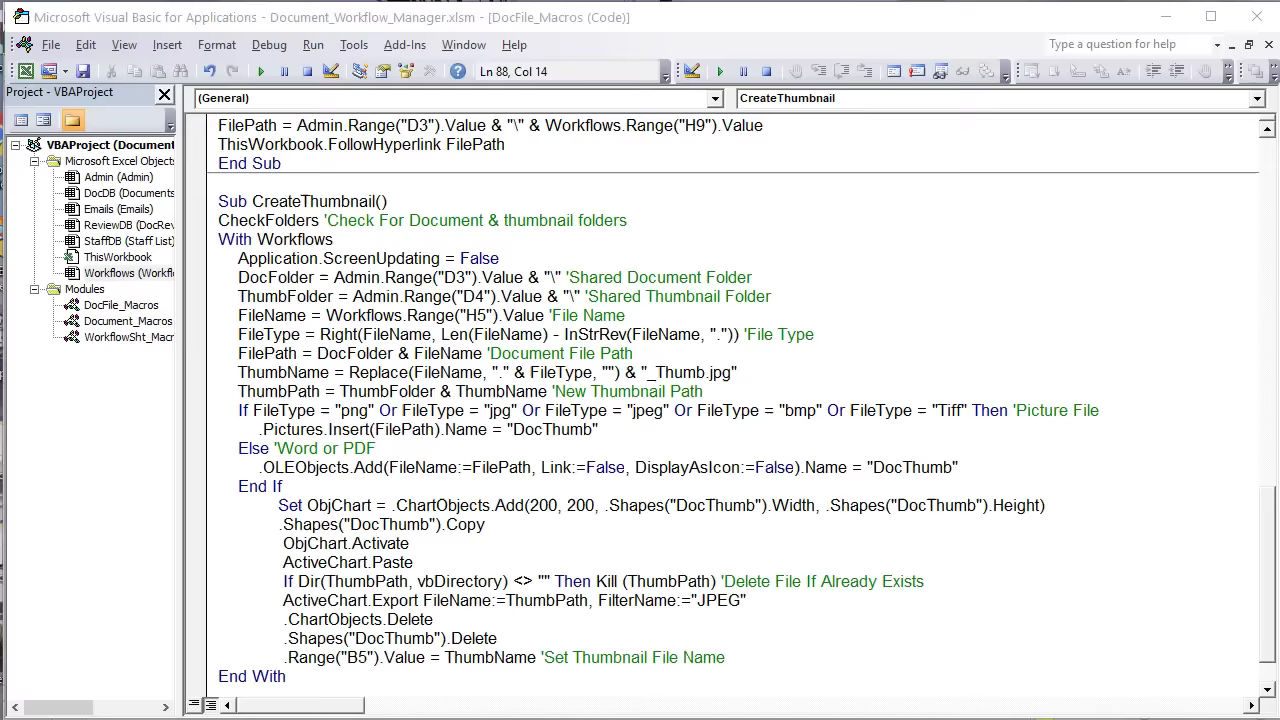 Microsoft Visual Basic for Applications - Document_Workflow_Manager.xlsm - [DocFile_Macros (Code)]
File Edit View Insert Format Debug Run Tools Add-Ins Window Help
Type a question for help
Ln 88, Col 14
Project - VBAProject
(General)
CreateThumbnail
VBAProject (Document
Microsoft Excel Objects
Admin (Admin)
DocDB (Documents
Emails (Emails)
ReviewDB (DocRev
StaffDB (Staff List)
ThisWorkbook
Workflows (Workfl
Modules
DocFile_Macros
Document_Macros
WorkflowSht_Macr
FilePath = Admin.Range("D3").Value & "\" & Workflows.Range("H9").Value
ThisWorkbook.FollowHyperlink FilePath
End Sub
Sub CreateThumbnail()
CheckFolders 'Check For Document & thumbnail folders
With Workflows
Application.ScreenUpdating = False
DocFolder = Admin.Range("D3").Value & "\" 'Shared Document Folder
ThumbFolder = Admin.Range("D4").Value & "\" 'Shared Thumbnail Folder
FileName = Workflows.Range("H5").Value 'File Name
FileType = Right(FileName, Len(FileName) - InStrRev(FileName, ".")) 'File Type
FilePath = DocFolder & FileName 'Document File Path
ThumbName = Replace(FileName, "." & FileType, "") & "_Thumb.jpg"
ThumbPath = ThumbFolder & ThumbName 'New Thumbnail Path
If FileType = "png" Or FileType = "jpg" Or FileType = "jpeg" Or FileType = "bmp" Or FileType = "Tiff" Then 'Picture File
.Pictures.Insert(FilePath).Name = "DocThumb"
Else 'Word or PDF
.OLEObjects.Add(FileName:=FilePath, Link:=False, DisplayAsIcon:=False).Name = "DocThumb"
End If
Set ObjChart = .ChartObjects.Add(200, 200, .Shapes("DocThumb").Width, .Shapes("DocThumb").Height)
.Shapes("DocThumb").Copy
ObjChart.Activate
ActiveChart.Paste
If Dir(ThumbPath, vbDirectory) <> "" Then Kill (ThumbPath) 'Delete File If Already Exists
ActiveChart.Export FileName:=ThumbPath, FilterName:="JPEG"
.ChartObjects.Delete
.Shapes("DocThumb").Delete
.Range("B5").Value = ThumbName 'Set Thumbnail File Name
End With